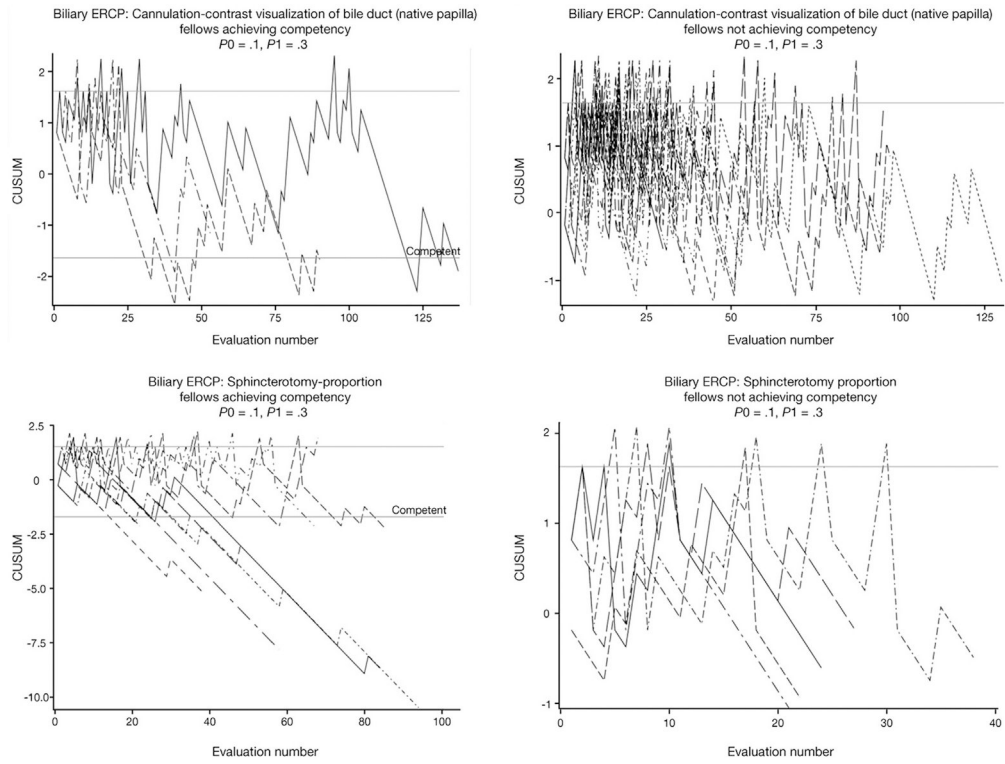 Biliary ERCP: Cannulation-contrast visualization of bile duct (native papilla)
fellows achieving competency
P0 = .1, P1 = .3
CUSUM
2
1
0
-1
-2
Competent
0 25 50 75 100 125
Evaluation number
Biliary ERCP: Cannulation-contrast visualization of bile duct (native papilla)
fellows not achieving competency
P0 = .1, P1 = .3
CUSUM
2
1
0
-1
0 25 50 75 100 125
Evaluation number
Biliary ERCP: Sphincterotomy-proportion
fellows achieving competency
P0 = .1, P1 = .3
CUSUM
2.5
0
-2.5
-5.0
-7.5
-10.0
Competent
0 20 40 60 80 100
Evaluation number
Biliary ERCP: Sphincterotomy proportion
fellows not achieving competency
P0 = .1, P1 = .3
CUSUM
2
1
0
-1
0 10 20 30 40
Evaluation number